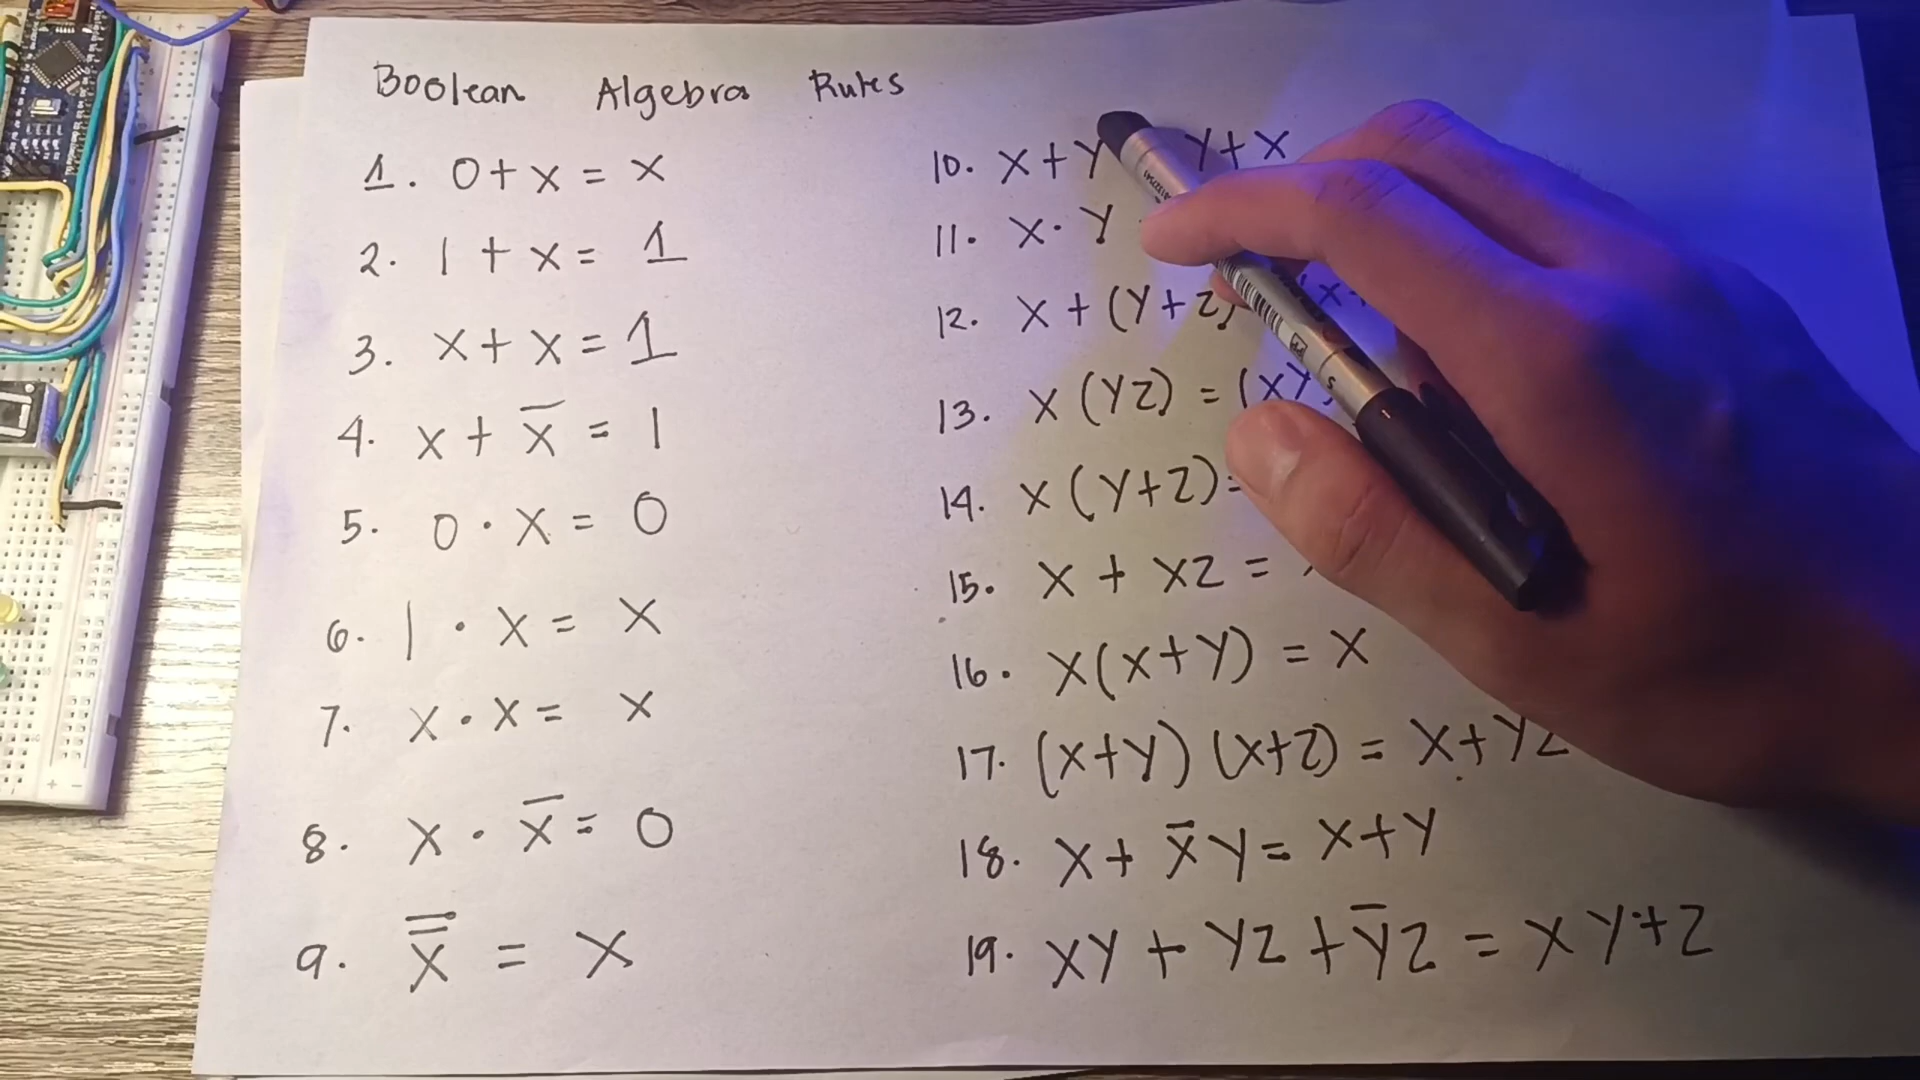 Boolean Algebra Rules
1. 0 + x = x
2. 1 + x = 1
3. x + x = 1
4. x + x̅ = 1
5. 0 · x = 0
6. 1 · x = x
7. x · x = x
8. x · x̅ = 0
9. x̿ = x
10. x + y y + x
11. x · y
12. x + (y + z) (x +
13. x (yz) = (xy)
14. x (y + z) =
15. x + xz =
16. x(x + y) = x
17. (x + y) (x + z) = x + yz
18. x + x̅y = x + y
19. xy + yz + y̅z = xy + z